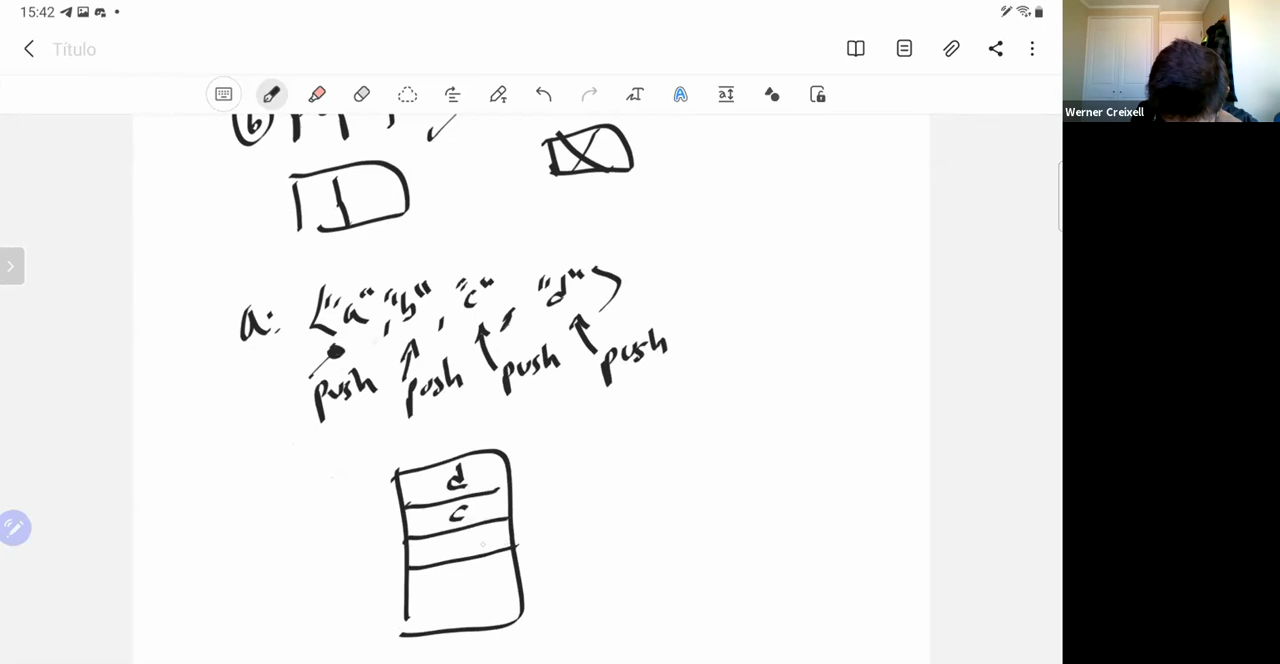 15:42
Título
Werner Creixell
a: ["a", "b", "c", "d"]
push push push push
d
c